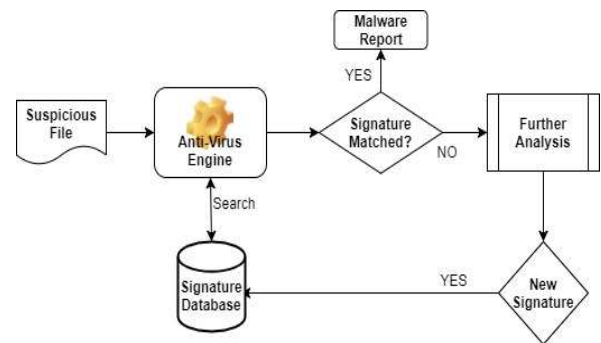 Malware
Report
YES
Suspicious
File
Anti-Virus
Engine
Signature
Matched?
NO
Further
Analysis
Search
Signature
Database
YES
New
Signature